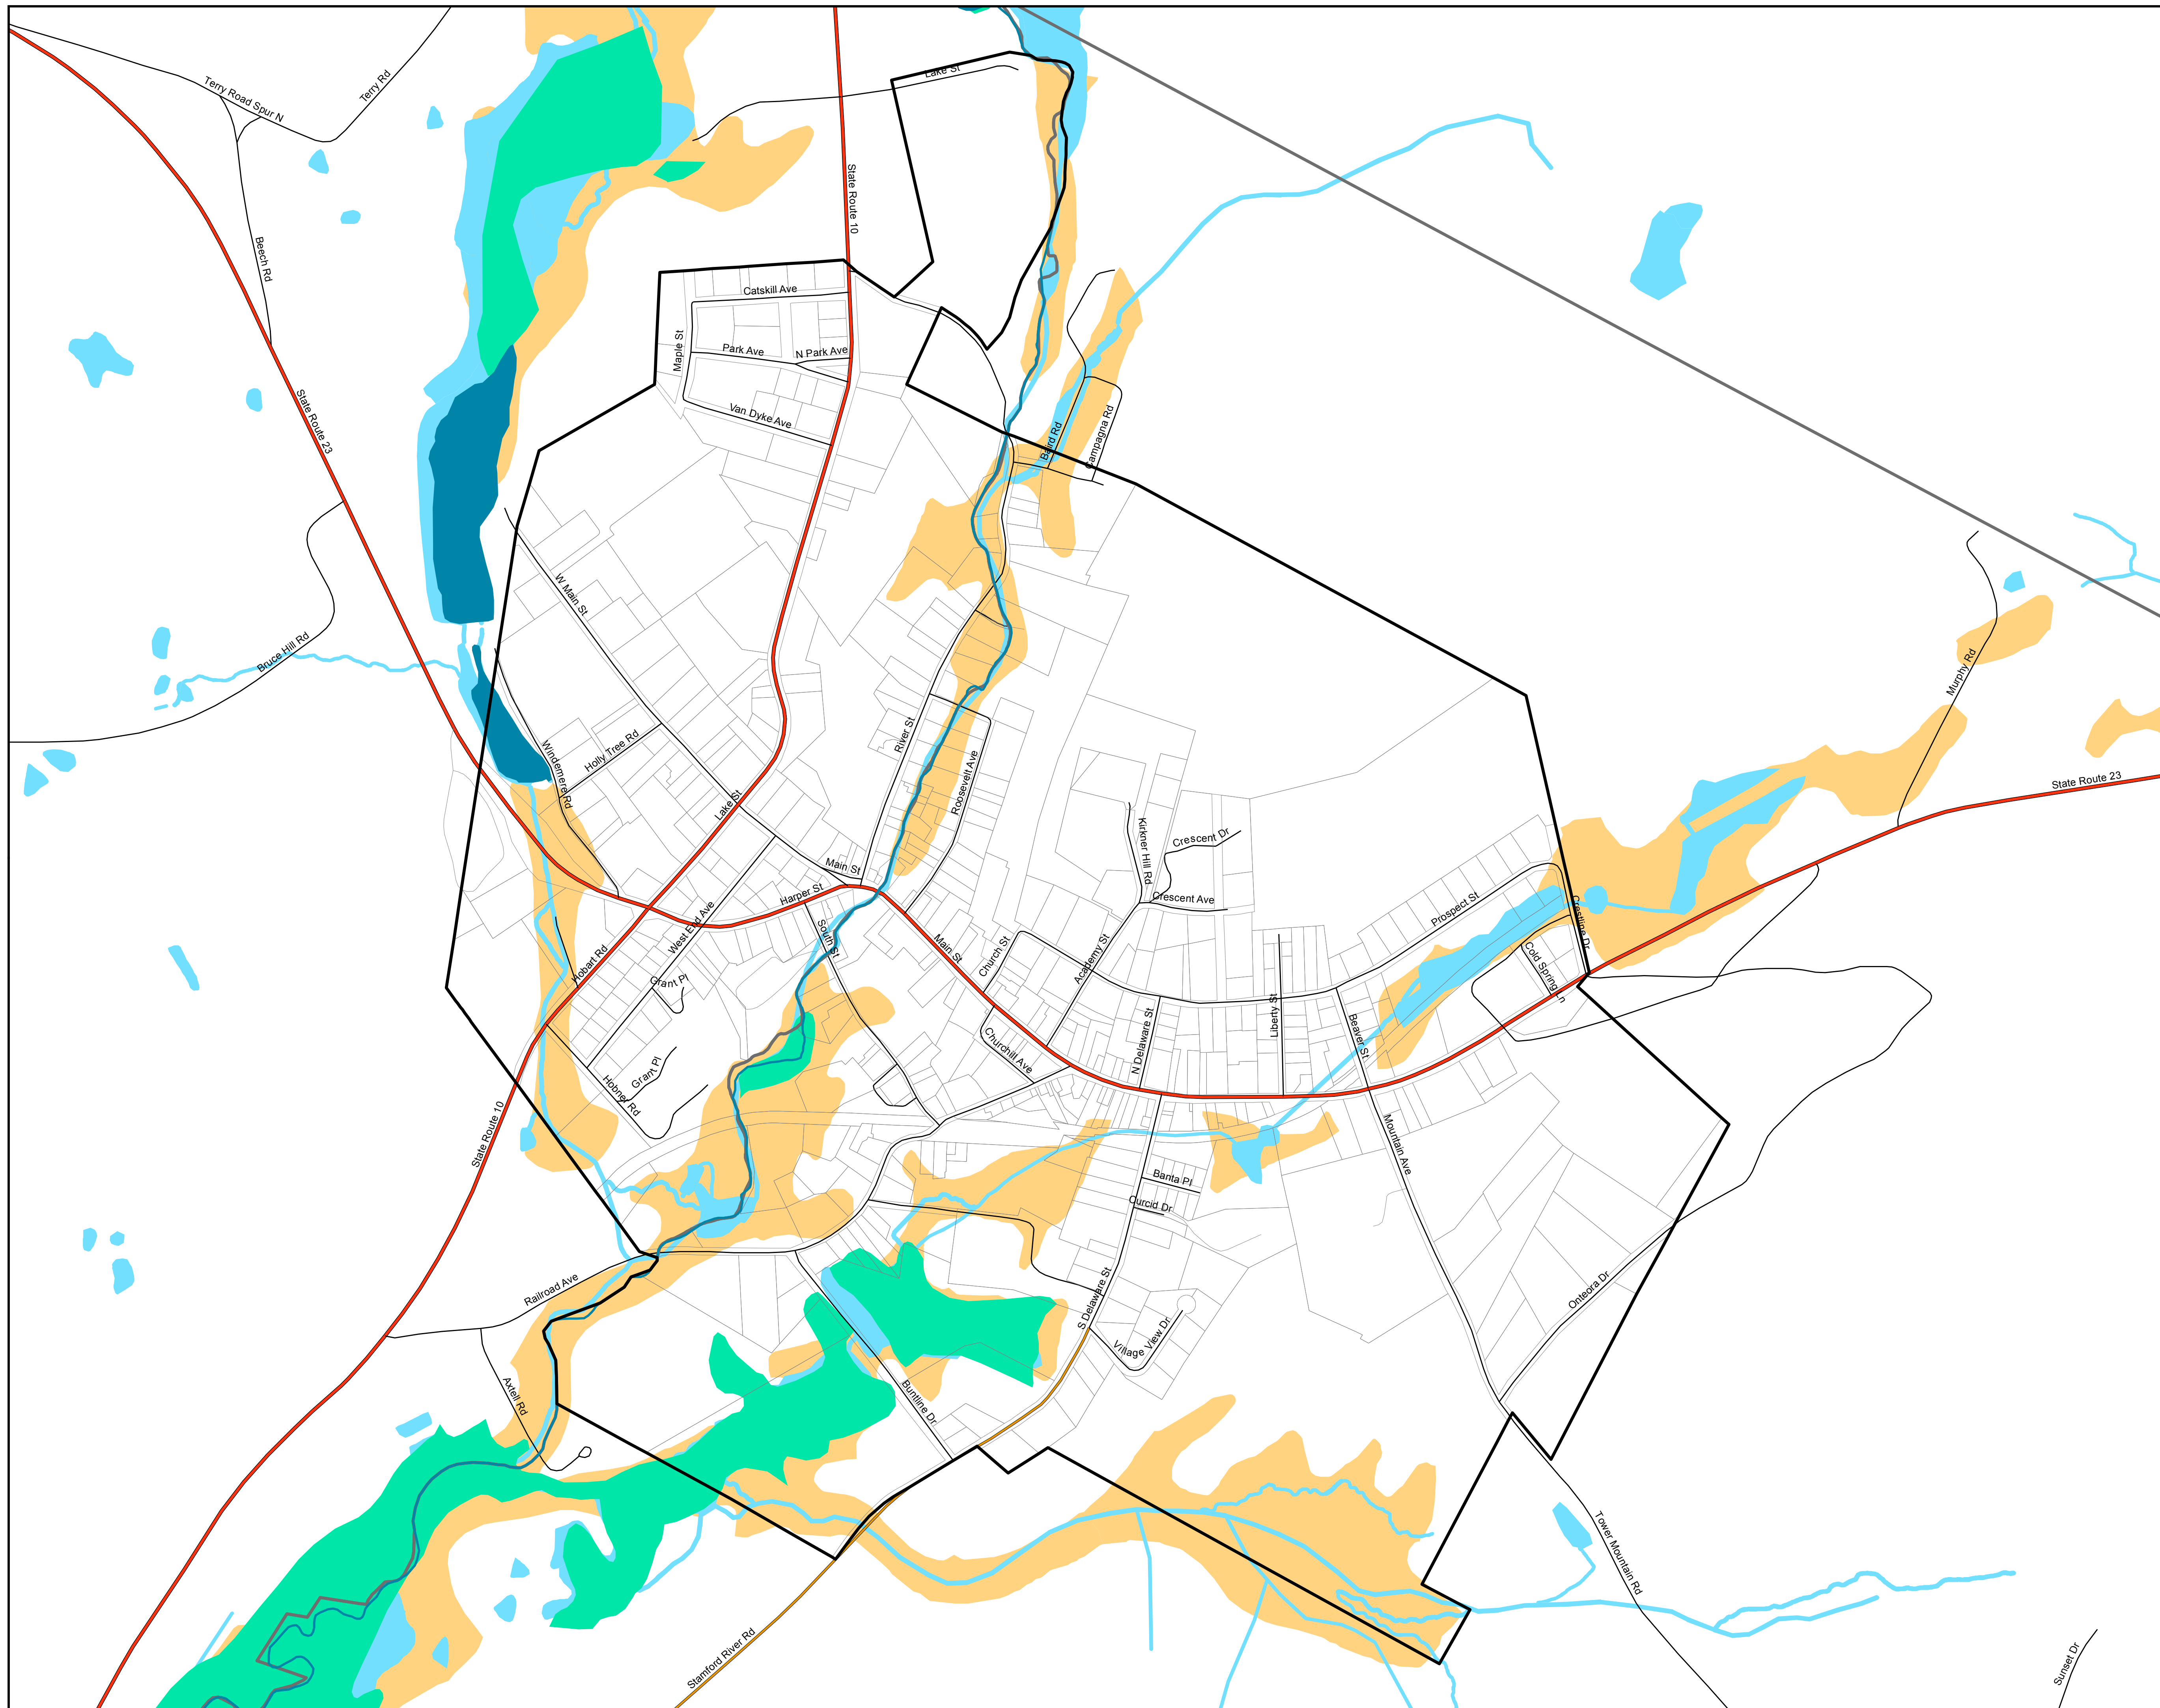 Lake St
Terry Road Spur N
Terry Rd
State Route 10
Beech Rd
Catskill Ave
Maple St
Park Ave
N Park Ave
Van Dyke Ave
State Route 23
Baird Rd
Campagna Rd
W Main St
Bruce Hill Rd
Murphy Rd
River St
Holly Tree Rd
Windemere Rd
Roosevelt Ave
State Route 23
Lake St
Kirkner Hill Rd
Crescent Dr
Main St
Harper St
Crescent Ave
Prospect St
Crestline Dr
West End Ave
South St
Main St
Church St
Academy St
Cold Spring Ln
Hobart Rd
Grant Pl
Liberty St
Beaver St
N Delaware St
Churchill Ave
Grant Pl
Hobner Rd
State Route 10
Mountain Ave
Banta Pl
Curcid Dr
Railroad Ave
Onteora Dr
S Delaware St
Village View Dr
Axtell Rd
Buntline Dr
Tower Mountain Rd
Stamford River Rd
Sunset Dr